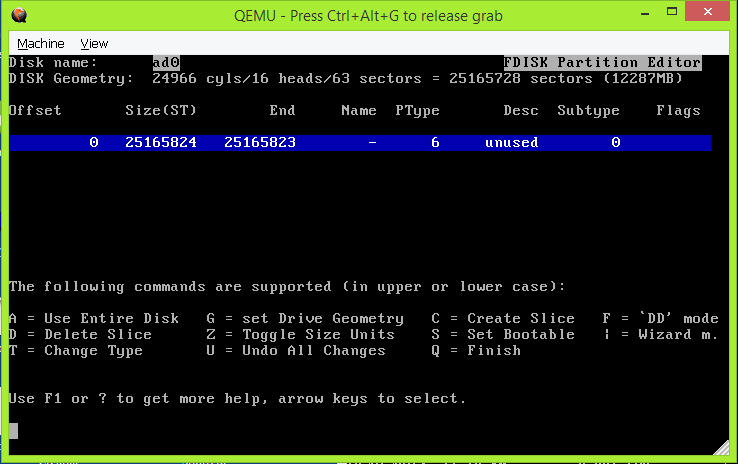 QEMU - Press Ctrl+Alt+G to release grab
Machine View
Disk name: ad0 FDISK Partition Editor
DISK Geometry: 24966 cyls/16 heads/63 sectors = 25165728 sectors (12287MB)
Offset Size(ST) End Name PType Desc Subtype Flags
0 25165824 25165823 - 6 unused 0
The following commands are supported (in upper or lower case):
A = Use Entire Disk G = set Drive Geometry C = Create Slice F = `DD' mode
D = Delete Slice Z = Toggle Size Units S = Set Bootable | = Wizard m.
T = Change Type U = Undo All Changes Q = Finish
Use F1 or ? to get more help, arrow keys to select.